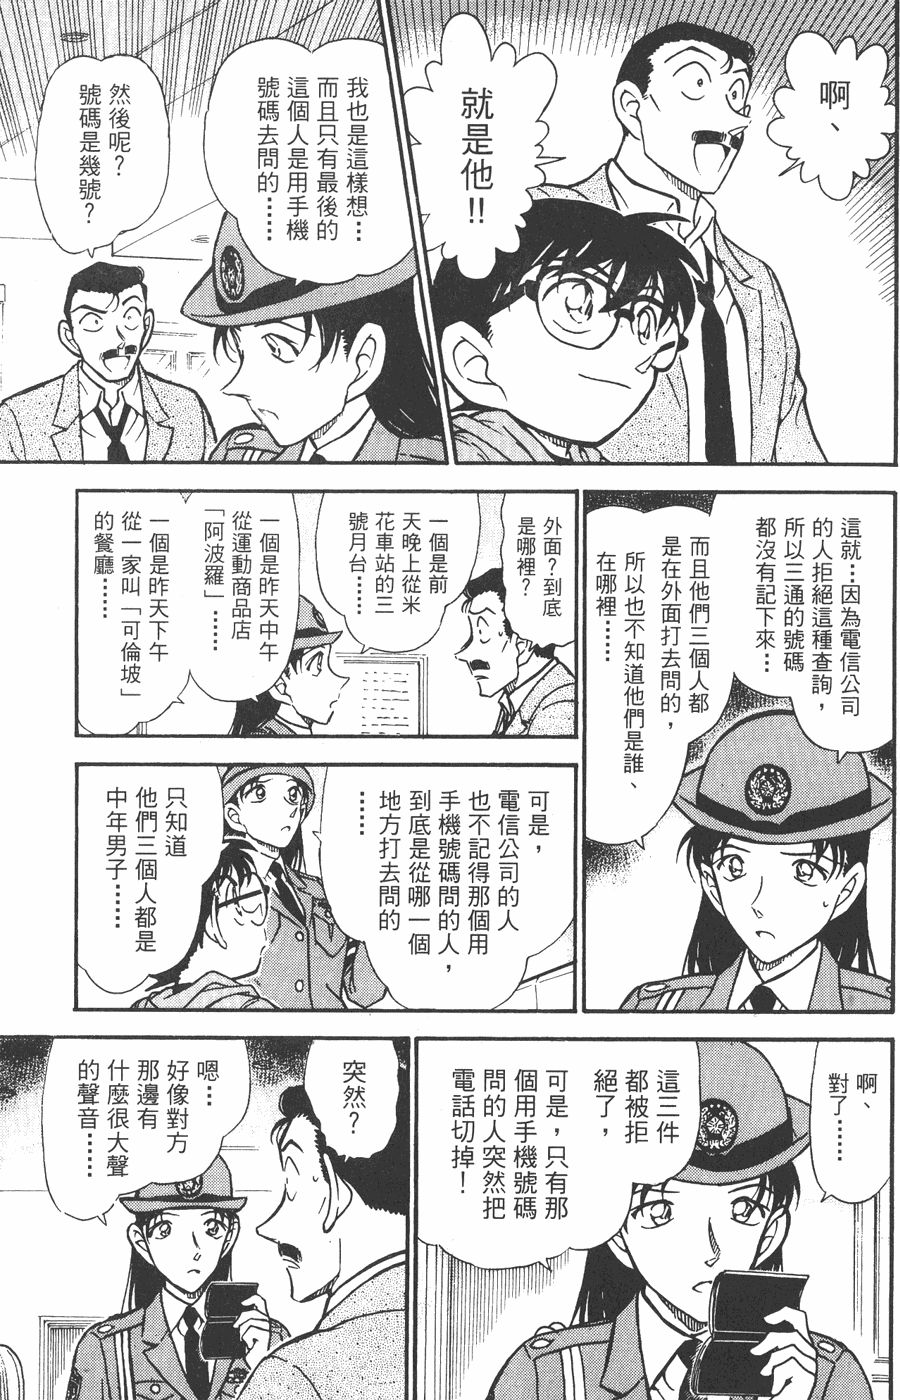 啊、
就是他!!
我也是這樣想…
而且只有最後的
這個人是用手機
號碼去問的……
然後呢？
號碼是幾號？
這就…因為電信公司
的人拒絕這種查詢，
所以三通的號碼
都沒有記下來…
而且他們三個人都
是在外面打去問的，
所以也不知道他們是誰、
在哪裡……
外面？到底
是哪裡？
一個是前
天晚上從米
花車站的三
號月台……
一個是昨天中午
從運動商品店
「阿波羅」……
一個是昨天下午
從一家叫「可倫坡」
的餐廳……
可是，
電信公司的人
也不記得那個用
手機號碼問的人，
到底是從哪一個
地方打去問的
……
只知道
他們三個人都是
中年男子……
啊、
對了……
這三件
都被拒
絕了，
可是，只有那
個用手機號碼
問的人突然把
電話切掉！
突然？
嗯…
好像對方
那邊有
什麼很大聲
的聲音……